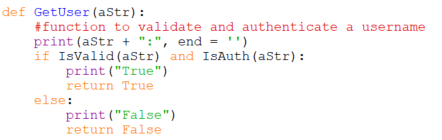 def GetUser(aStr):
    #function to validate and authenticate a username
    print(aStr + ":", end = '')
    if IsValid(aStr) and IsAuth(aStr):
        print("True")
        return True
    else:
        print("False")
        return False